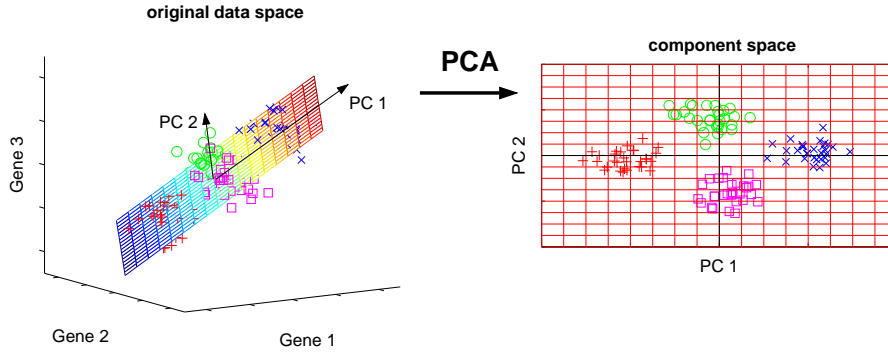 original data space
PCA
component space
PC 1
PC 2
Gene 3
PC 2
PC 1
Gene 2
Gene 1